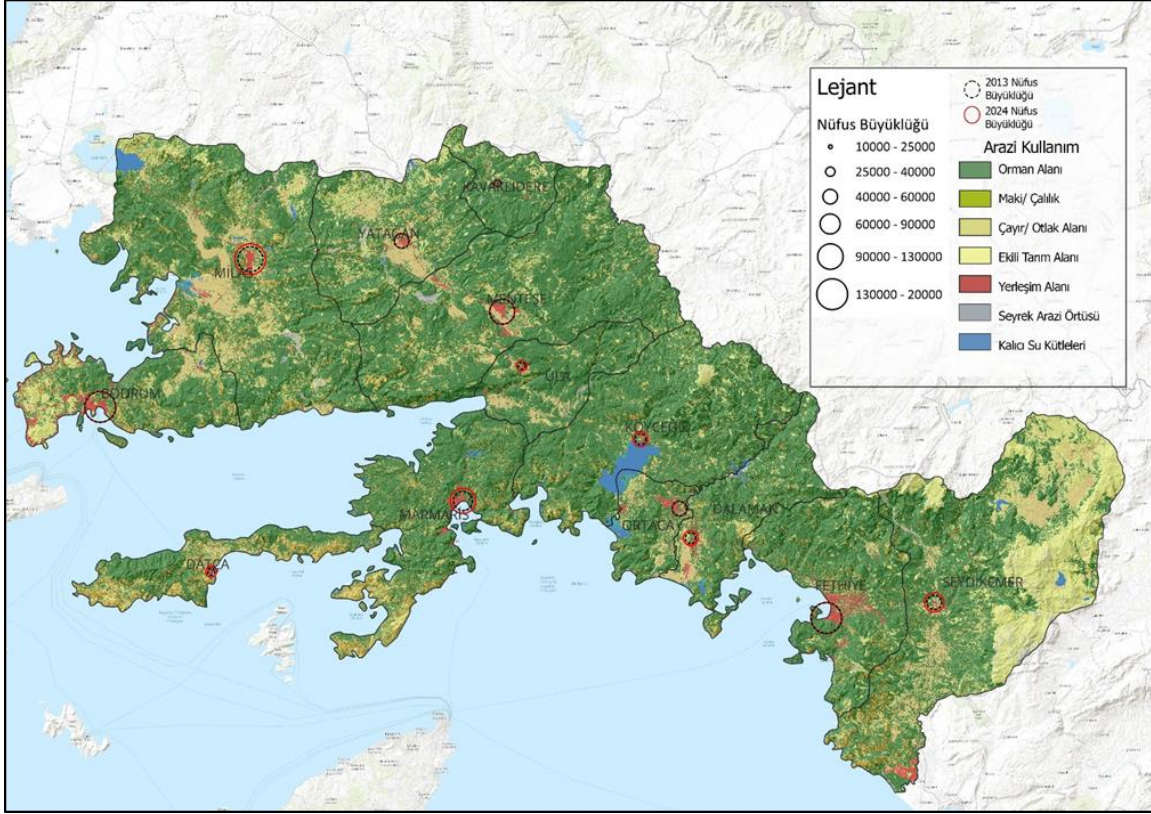 Lejant
Nüfus Büyüklüğü
10000 - 25000
25000 - 40000
40000 - 60000
60000 - 90000
90000 - 130000
130000 - 20000
2013 Nüfus
Büyüklüğü
2024 Nüfus
Büyüklüğü
Arazi Kullanım
Orman Alanı
Maki/ Çalılık
Çayır/ Otlak Alanı
Ekili Tarım Alanı
Yerleşim Alanı
Seyrek Arazi Örtüsü
Kalıcı Su Kütleleri
KAVAKLIDERE
YATAĞAN
MİLAS
MENTEŞE
ULA
BODRUM
KÖYCEĞİZ
MARMARİS
ORTACAY
DALAMAN
DATÇA
FETHİYE
SEYDİKEMER